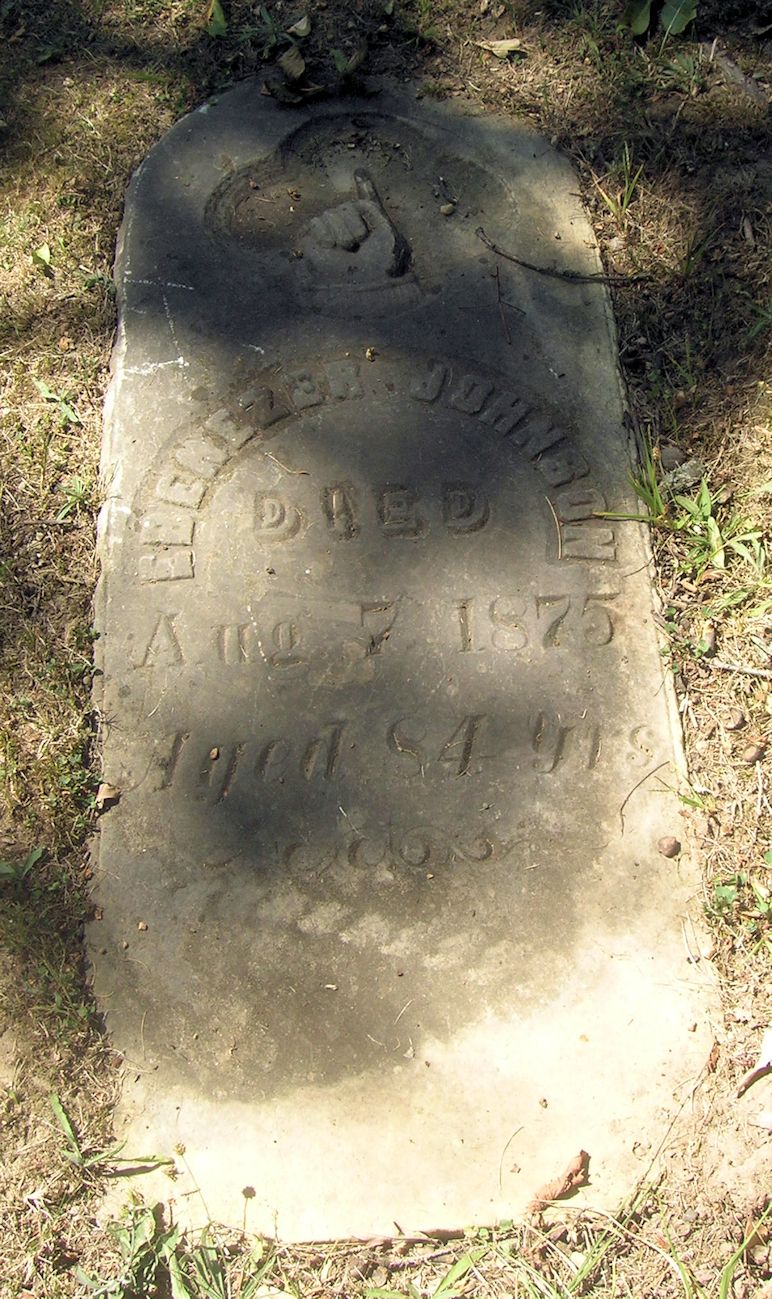 EBENEZER JOHNSON
DIED
Aug 7 1875
Aged 84 Yrs